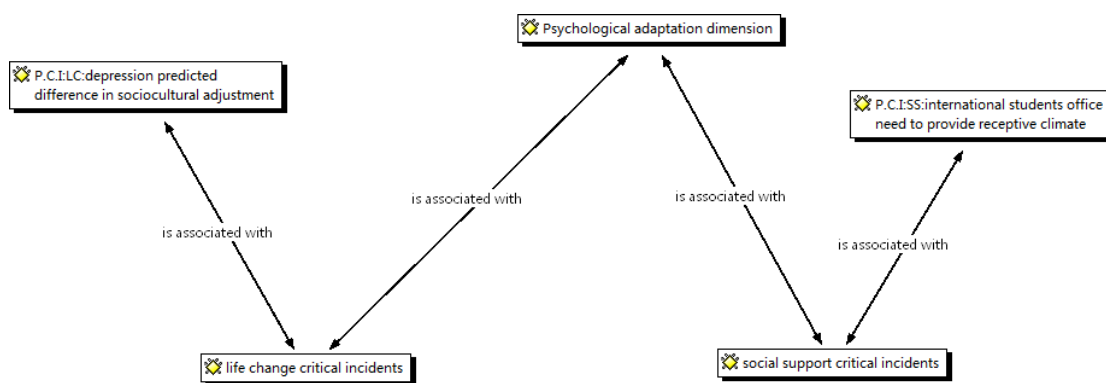 Psychological adaptation dimension
P.C.I:LC:depression predicted
difference in sociocultural adjustment
P.C.I:SS:international students office
need to provide receptive climate
is associated with
is associated with
is associated with
is associated with
life change critical incidents
social support critical incidents